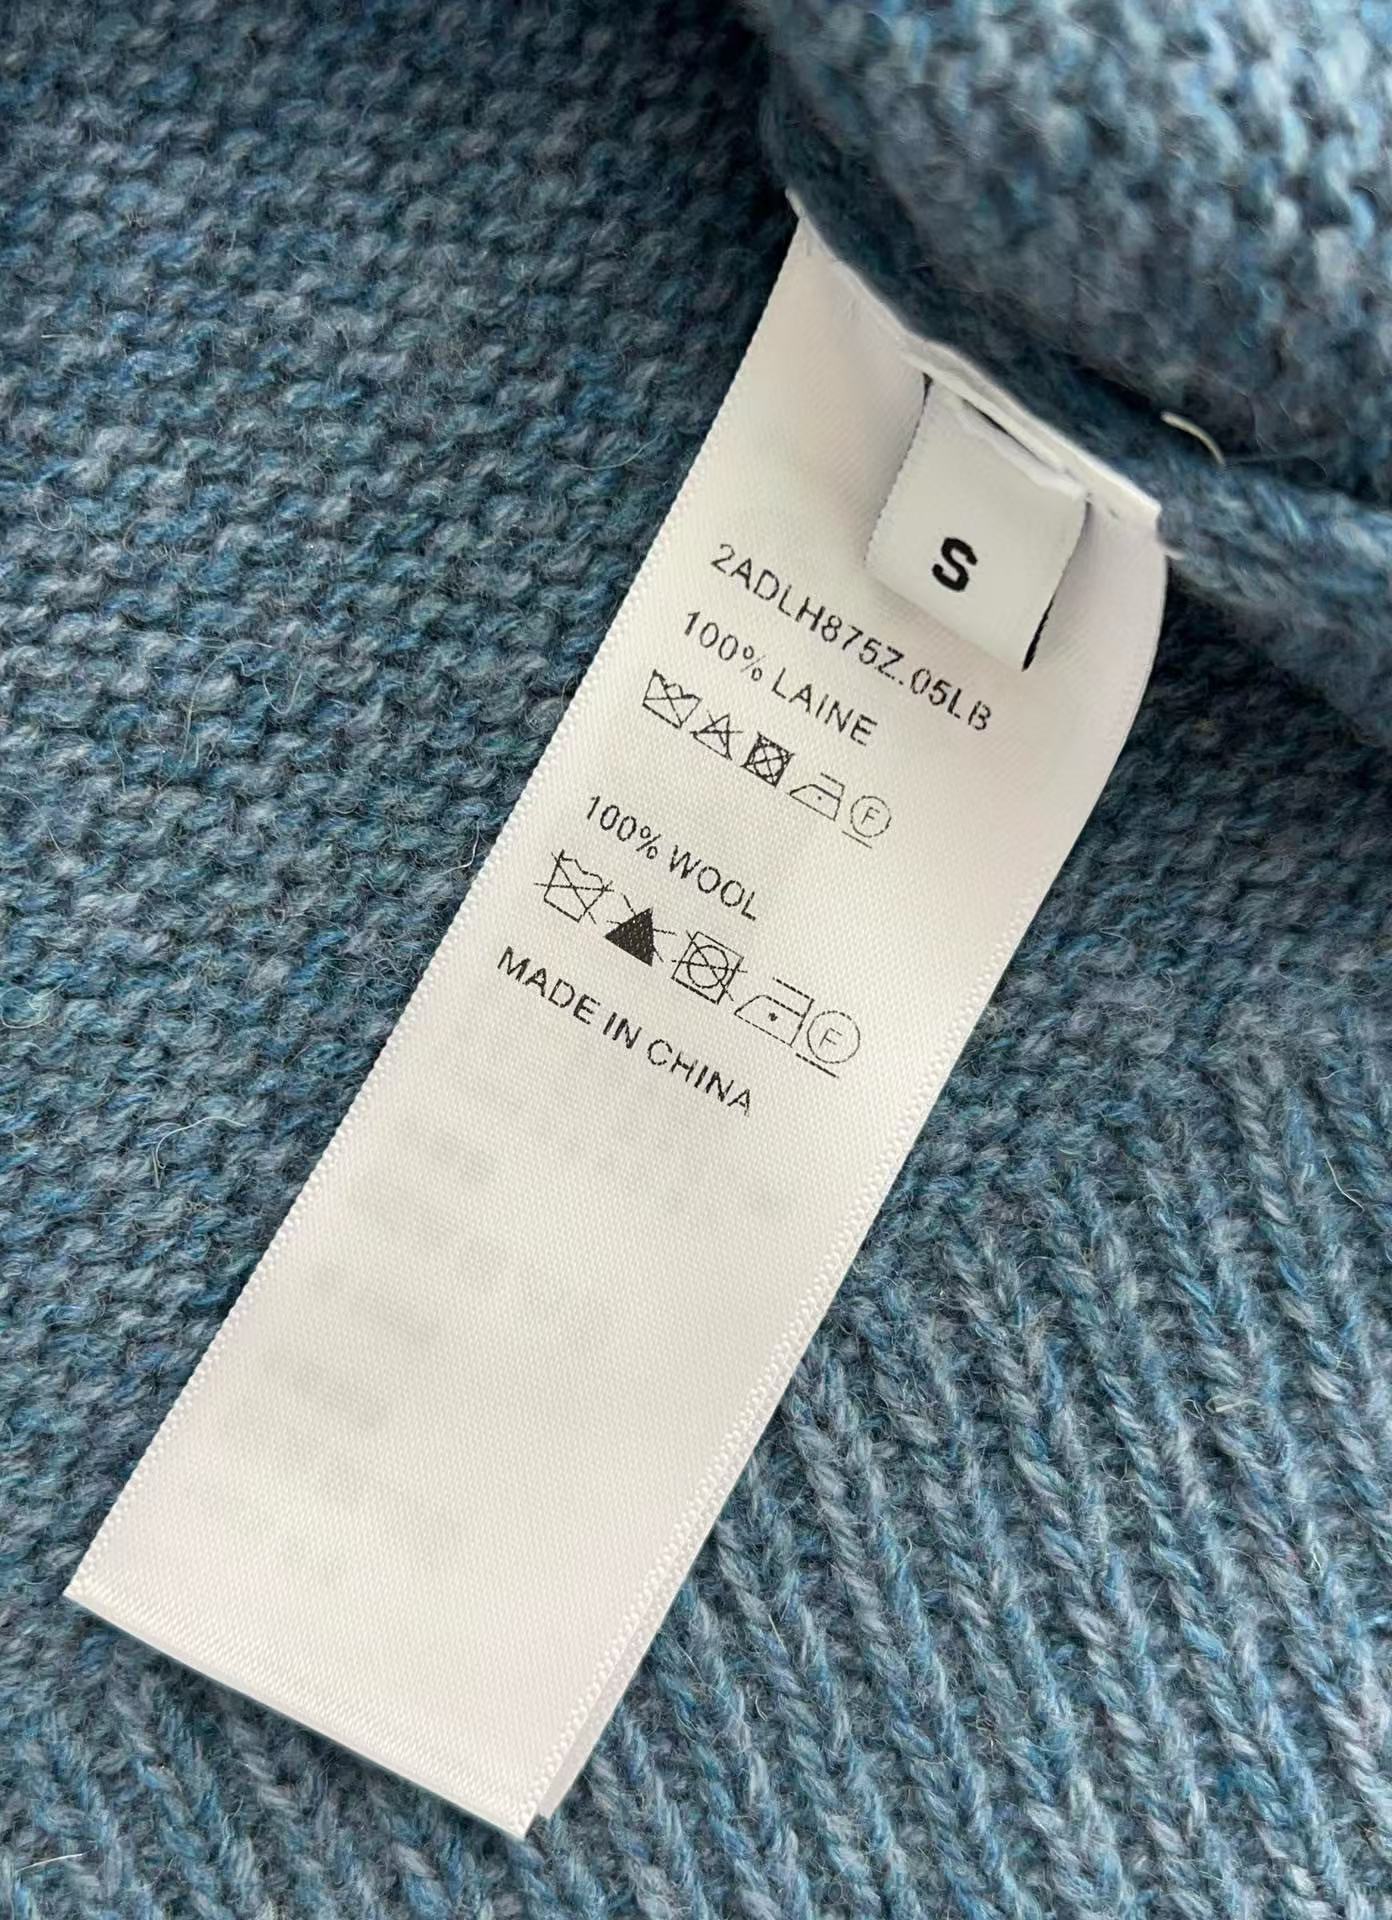 S
2ADLH875Z.05LB
100% LAINE
F
100% WOOL
F
MADE IN CHINA